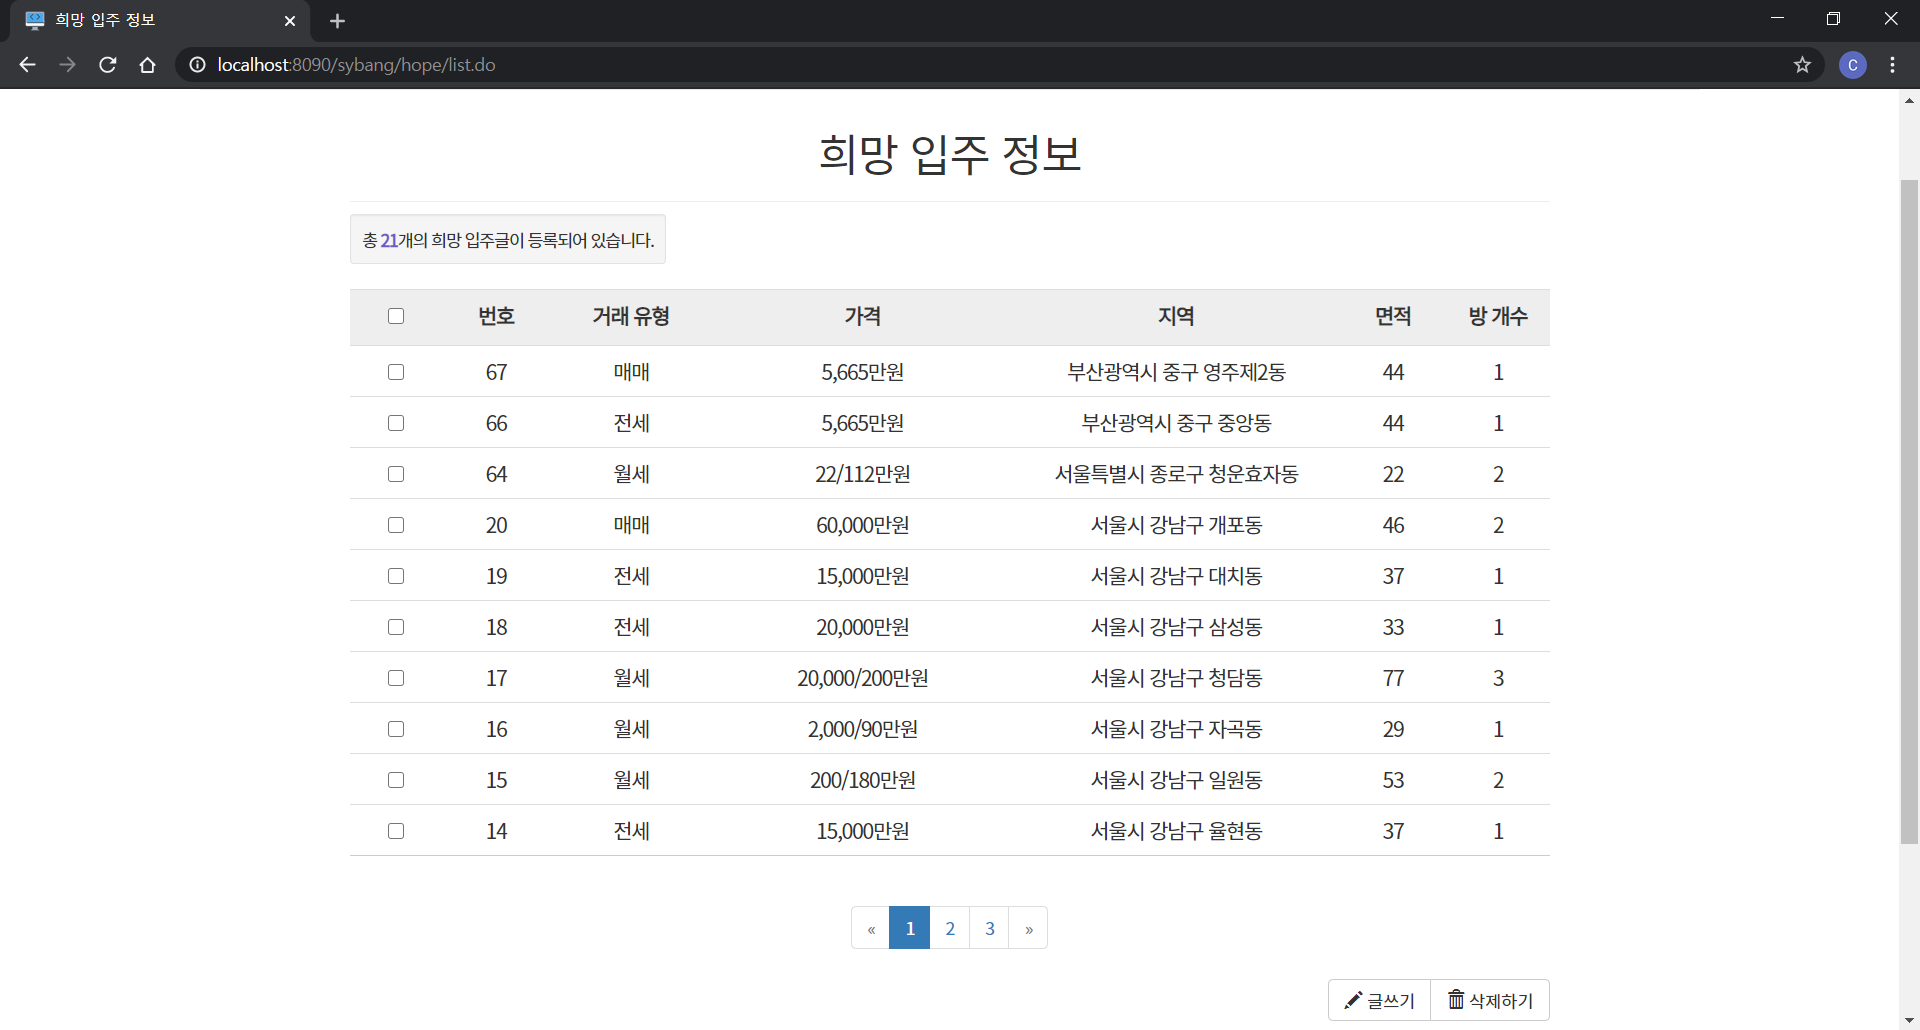 희망 입주 정보
localhost:8090/sybang/hope/list.do
C
희망 입주 정보
총 21개의 희망 입주글이 등록되어 있습니다.
번호 거래 유형 가격 지역 면적 방 개수
67 매매 5,665만원 부산광역시 중구 영주제2동 44 1
66 전세 5,665만원 부산광역시 중구 중앙동 44 1
64 월세 22/112만원 서울특별시 종로구 청운효자동 22 2
20 매매 60,000만원 서울시 강남구 개포동 46 2
19 전세 15,000만원 서울시 강남구 대치동 37 1
18 전세 20,000만원 서울시 강남구 삼성동 33 1
17 월세 20,000/200만원 서울시 강남구 청담동 77 3
16 월세 2,000/90만원 서울시 강남구 자곡동 29 1
15 월세 200/180만원 서울시 강남구 일원동 53 2
14 전세 15,000만원 서울시 강남구 율현동 37 1
« 1 2 3 »
글쓰기 삭제하기